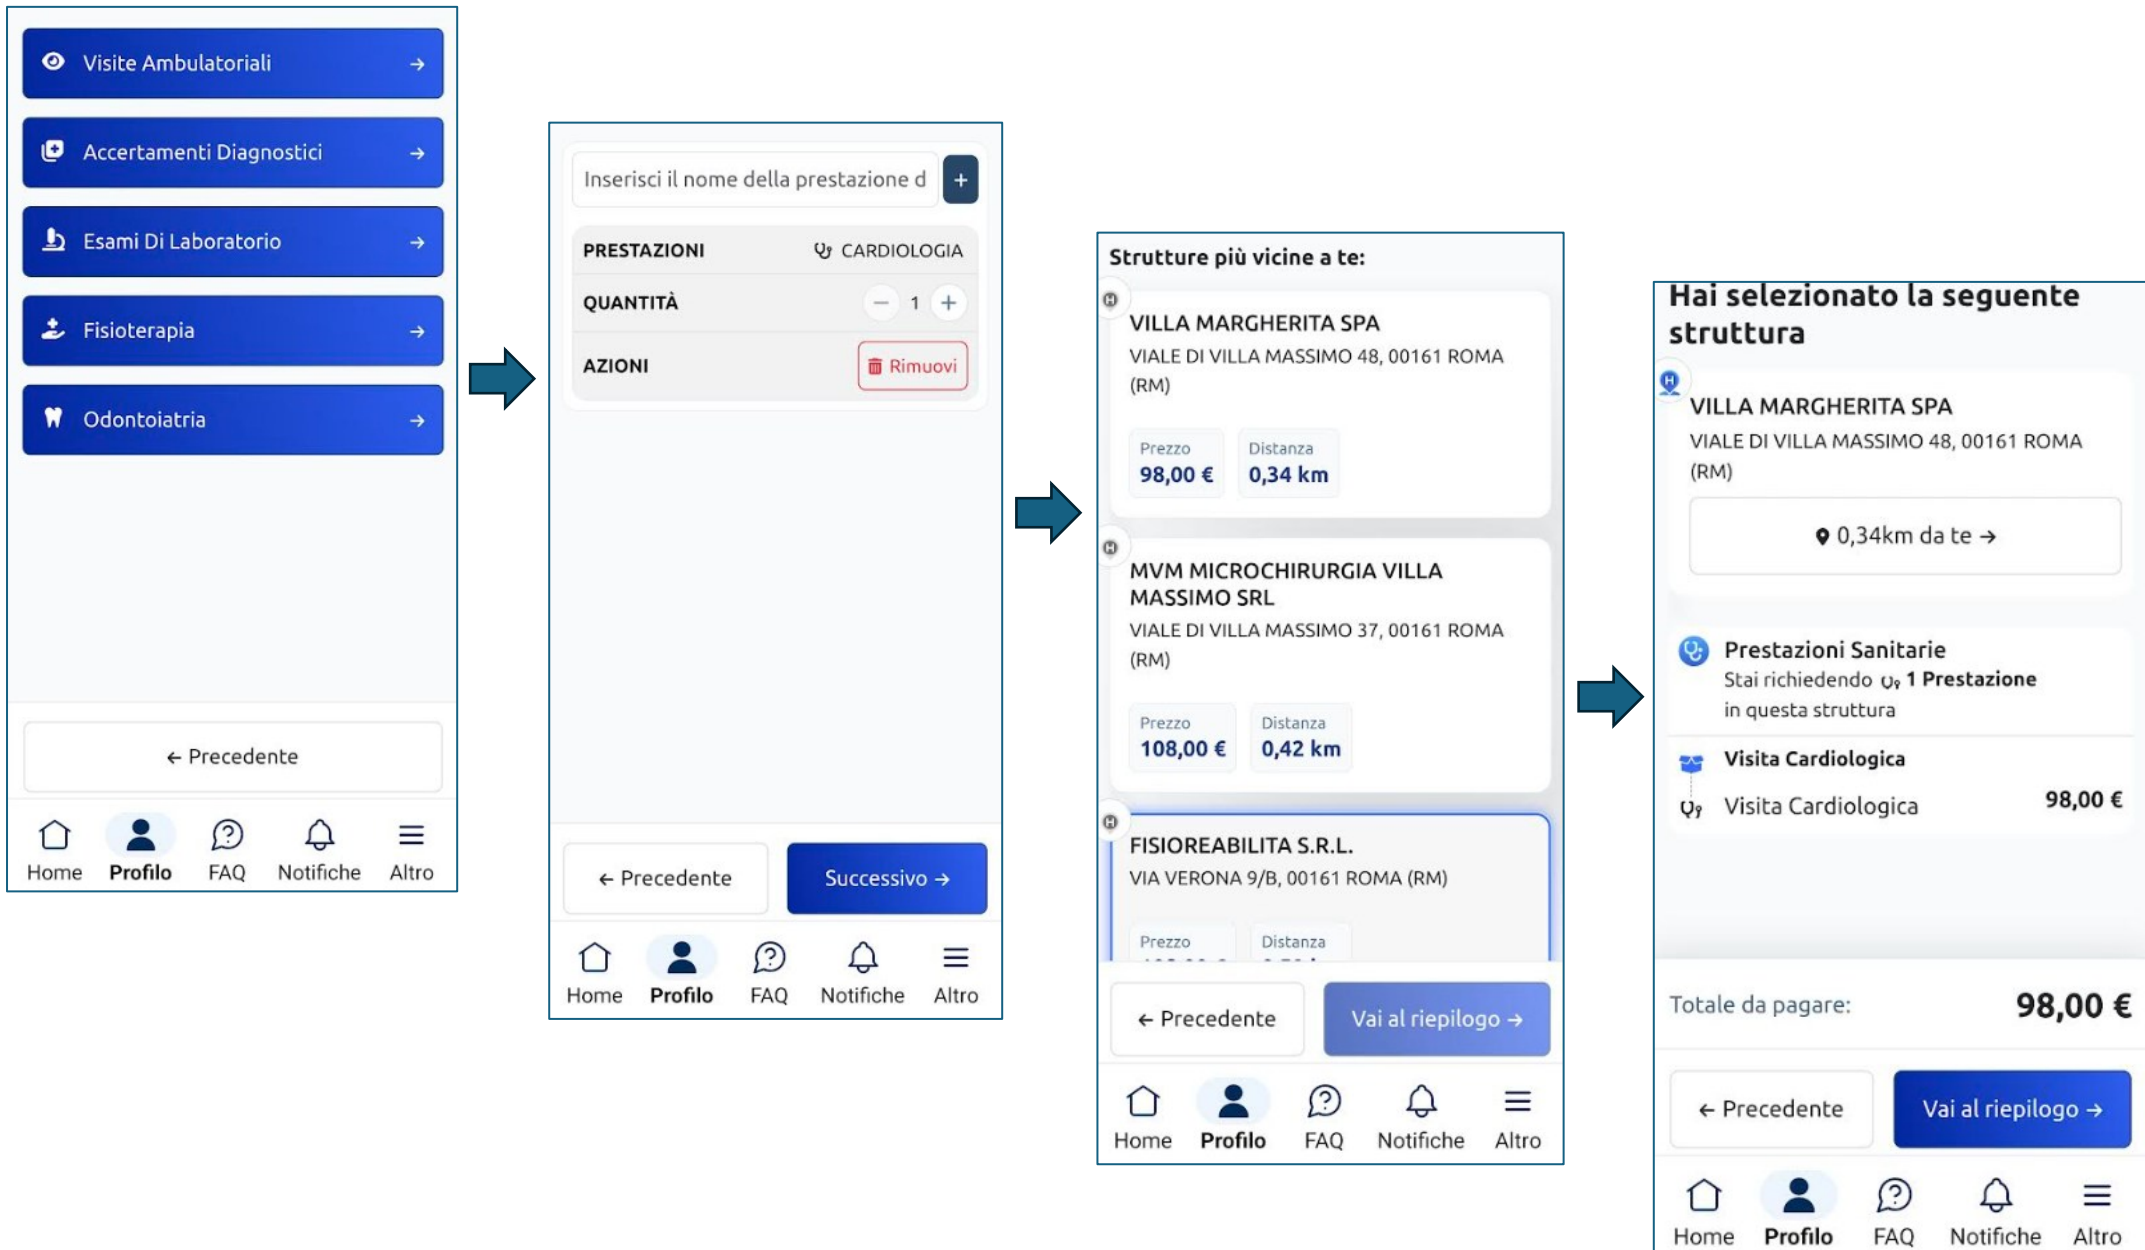 Visite Ambulatoriali →
Accertamenti Diagnostici →
Esami Di Laboratorio →
Fisioterapia →
Odontoiatria →
← Precedente
Home Profilo FAQ Notifiche Altro
Inserisci il nome della prestazione d +
PRESTAZIONI CARDIOLOGIA
QUANTITÀ − 1 +
AZIONI Rimuovi
← Precedente Successivo →
Home Profilo FAQ Notifiche Altro
Strutture più vicine a te:
VILLA MARGHERITA SPA
VIALE DI VILLA MASSIMO 48, 00161 ROMA
(RM)
Prezzo Distanza
98,00 € 0,34 km
MVM MICROCHIRURGIA VILLA
MASSIMO SRL
VIALE DI VILLA MASSIMO 37, 00161 ROMA
(RM)
Prezzo Distanza
108,00 € 0,42 km
FISIOREABILITA S.R.L.
VIA VERONA 9/B, 00161 ROMA (RM)
Prezzo Distanza
← Precedente Vai al riepilogo →
Home Profilo FAQ Notifiche Altro
Hai selezionato la seguente
struttura
VILLA MARGHERITA SPA
VIALE DI VILLA MASSIMO 48, 00161 ROMA
(RM)
0,34km da te →
Prestazioni Sanitarie
Stai richiedendo 1 Prestazione
in questa struttura
Visita Cardiologica
Visita Cardiologica 98,00 €
Totale da pagare: 98,00 €
← Precedente Vai al riepilogo →
Home Profilo FAQ Notifiche Altro